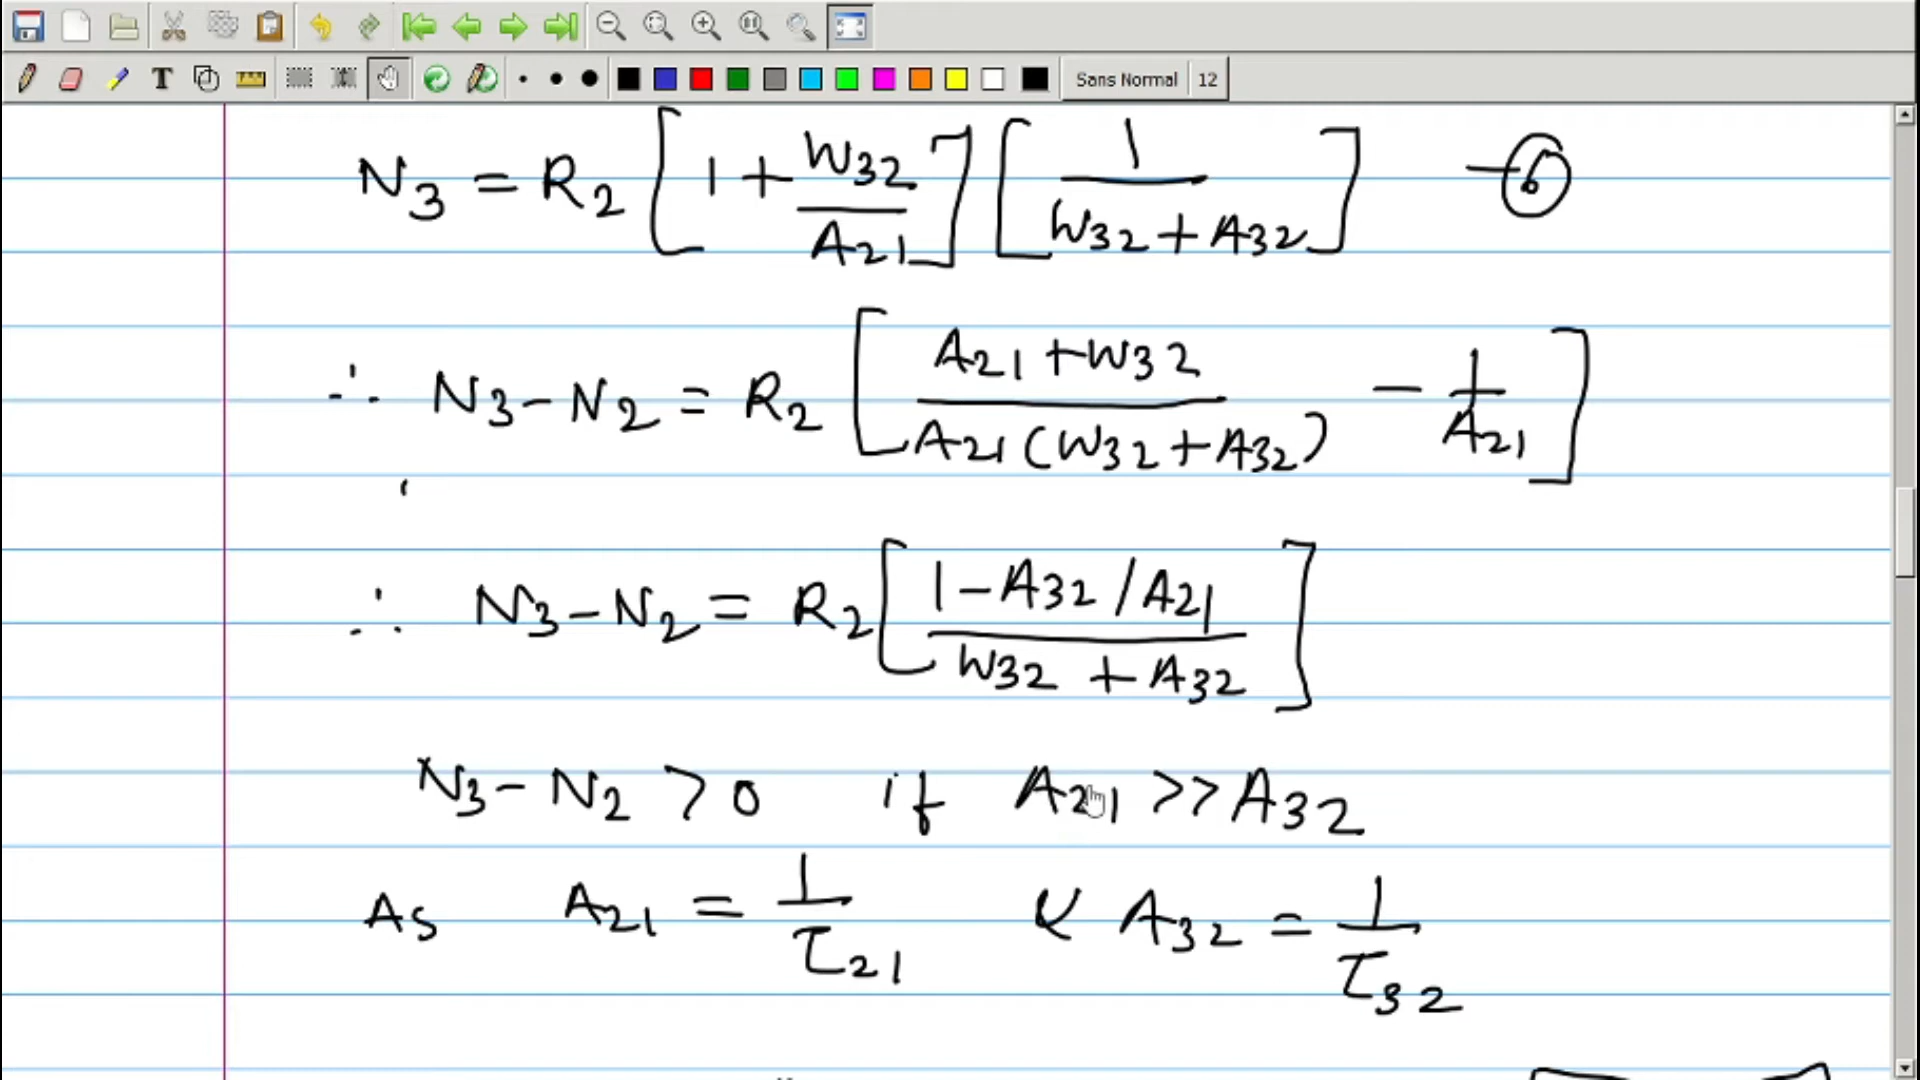 Sans Normal 12
N₃ = R₂ [1 + W₃₂/A₂₁] [1/(W₃₂ + A₃₂)] — ⑥
∴ N₃ - N₂ = R₂ [(A₂₁ + W₃₂)/(A₂₁(W₃₂ + A₃₂)) - 1/A₂₁]
∴ N₃ - N₂ = R₂ [(1 - A₃₂/A₂₁)/(W₃₂ + A₃₂)]
N₃ - N₂ > 0 if A₂₁ >> A₃₂
As A₂₁ = 1/τ₂₁ & A₃₂ = 1/τ₃₂